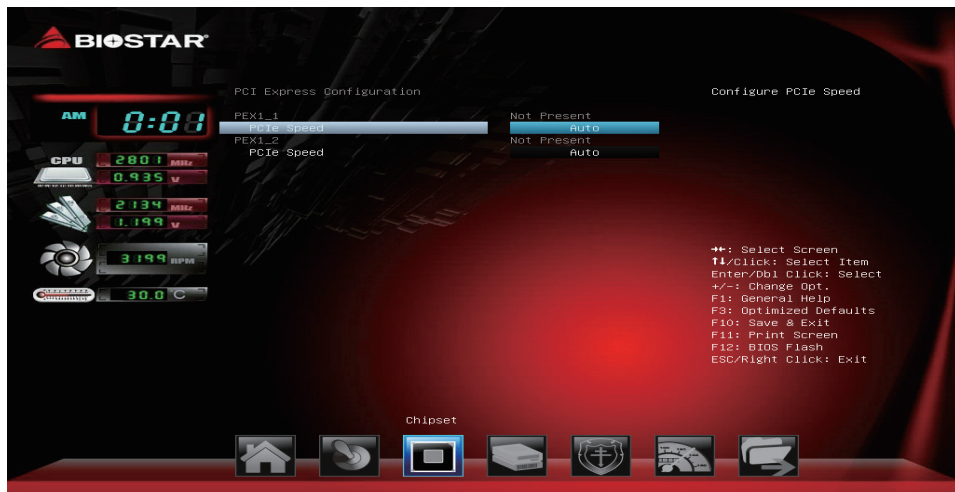 BIOSTAR
PCI Express Configuration
Configure PCIe Speed
AM
0:01
PEX1_1 Not Present
PCIe Speed Auto
PEX1_2 Not Present
PCIe Speed Auto
CPU
2801 MHz
0.935 V
2134 MHz
1.199 V
3199 RPM
30.0 °C
→←: Select Screen
↑↓/Click: Select Item
Enter/Dbl Click: Select
+/-: Change Opt.
F1: General Help
F3: Optimized Defaults
F10: Save & Exit
F11: Print Screen
F12: BIOS Flash
ESC/Right Click: Exit
Chipset